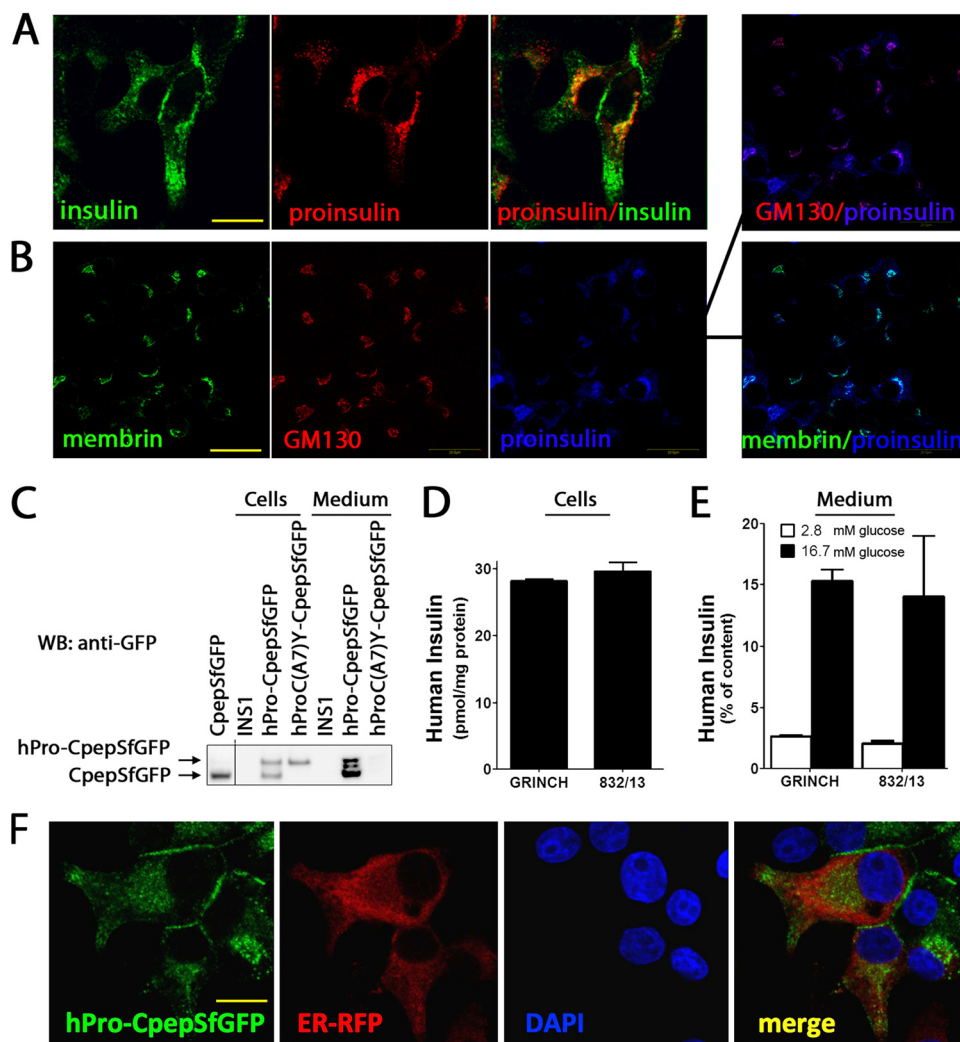 A
insulin
proinsulin
proinsulin/insulin
GM130/proinsulin
B
membrin
GM130
proinsulin
membrin/proinsulin
C
Cells
Medium
WB: anti-GFP
CpepSfGFP
INS1
hPro-CpepSfGFP
hProC(A7)Y-CpepSfGFP
INS1
hPro-CpepSfGFP
hProC(A7)Y-CpepSfGFP
hPro-CpepSfGFP
CpepSfGFP
D
Cells
Human Insulin
(pmol/mg protein)
30
20
10
0
GRINCH
832/13
E
Medium
2.8 mM glucose
16.7 mM glucose
Human Insulin
(% of content)
20
15
10
5
0
GRINCH
832/13
F
hPro-CpepSfGFP
ER-RFP
DAPI
merge